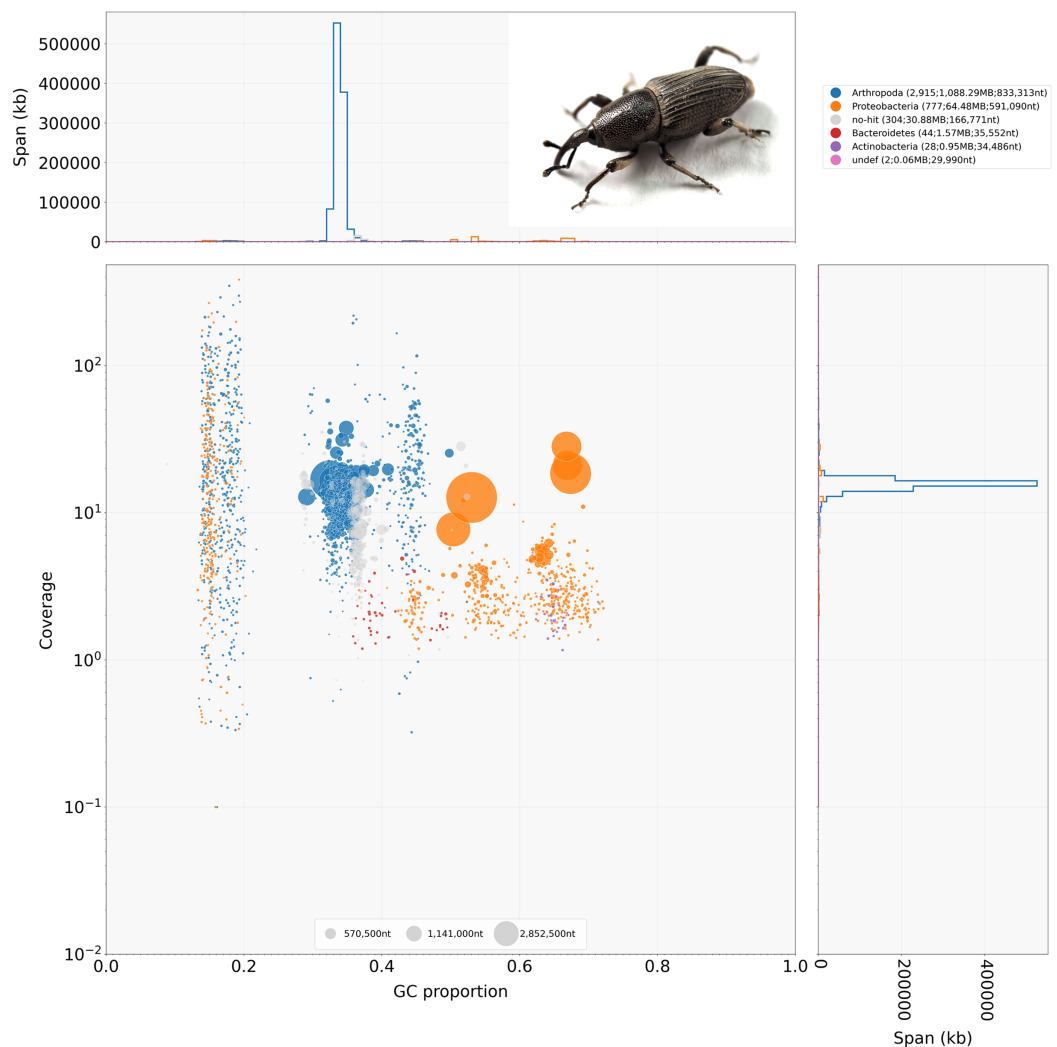 Span (kb)
500000
400000
300000
200000
100000
0
Arthropoda (2,915;1,088.29MB;833,313nt)
Proteobacteria (777;64.48MB;591,090nt)
no-hit (304;30.88MB;166,771nt)
Bacteroidetes (44;1.57MB;35,552nt)
Actinobacteria (28;0.95MB;34,486nt)
undef (2;0.06MB;29,990nt)
Coverage
10²
10¹
10⁰
10⁻¹
10⁻²
570,500nt 1,141,000nt 2,852,500nt
0.0 0.2 0.4 0.6 0.8 1.0
GC proportion
0 200000 400000
Span (kb)